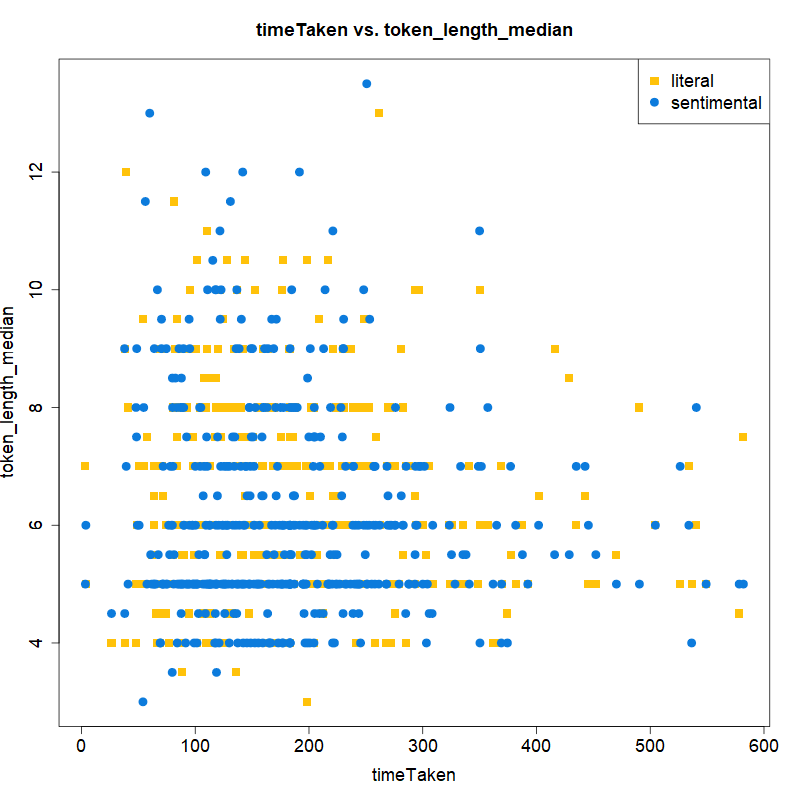 timeTaken vs. token_length_median
literal
sentimental
12
10
8
6
4
token_length_median
0 100 200 300 400 500 600
timeTaken